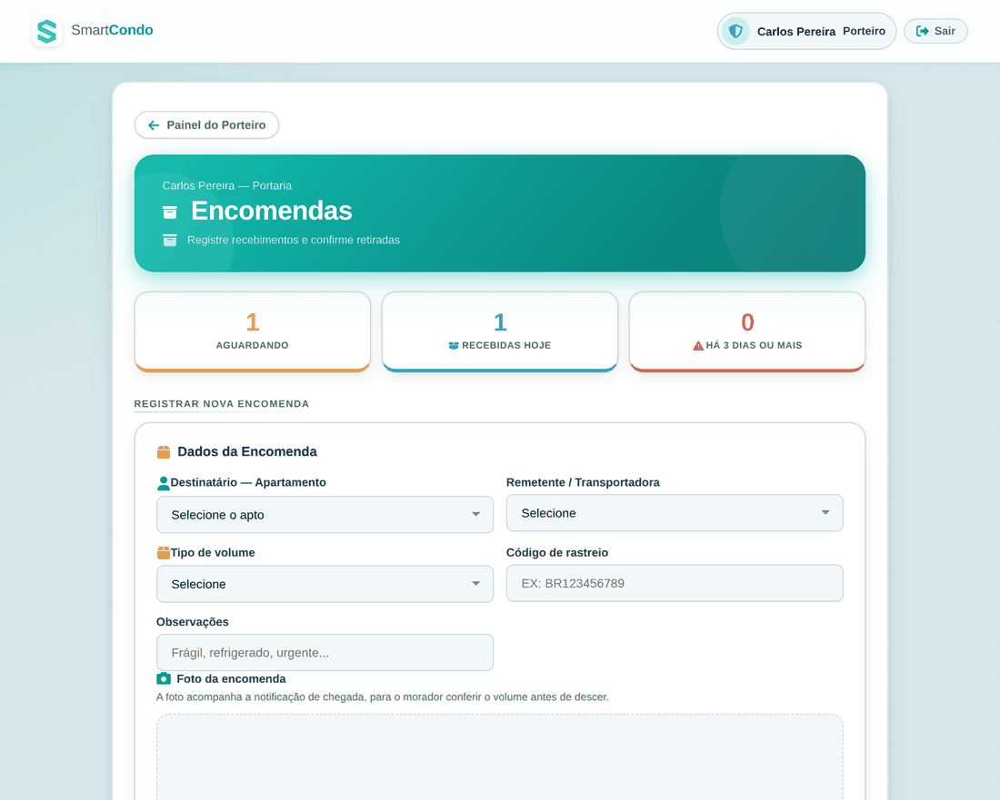 SmartCondo
Carlos Pereira Porteiro
Sair
Painel do Porteiro
Carlos Pereira — Portaria
Encomendas
Registre recebimentos e confirme retiradas
1
AGUARDANDO
1
RECEBIDAS HOJE
0
HÁ 3 DIAS OU MAIS
REGISTRAR NOVA ENCOMENDA
Dados da Encomenda
Destinatário — Apartamento
Selecione o apto
Remetente / Transportadora
Selecione
Tipo de volume
Selecione
Código de rastreio
EX: BR123456789
Observações
Frágil, refrigerado, urgente...
Foto da encomenda
A foto acompanha a notificação de chegada, para o morador conferir o volume antes de descer.